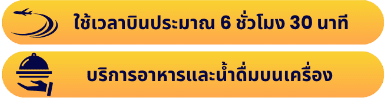 ใช้เวลาบินประมาณ 6 ชั่วโมง 30 นาที
บริการอาหารและน้ำดื่มบนเครื่อง